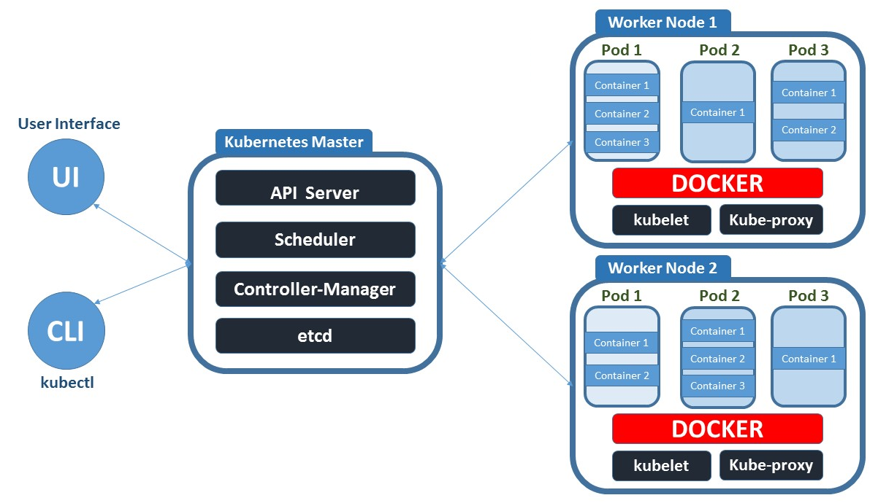 User Interface
UI
CLI
kubectl
Kubernetes Master
API Server
Scheduler
Controller-Manager
etcd
Worker Node 1
Pod 1 Pod 2 Pod 3
Container 1
Container 2
Container 3
Container 1
Container 1
Container 2
DOCKER
kubelet Kube-proxy
Worker Node 2
Pod 1 Pod 2 Pod 3
Container 1
Container 2
Container 1
Container 2
Container 3
Container 1
DOCKER
kubelet Kube-proxy